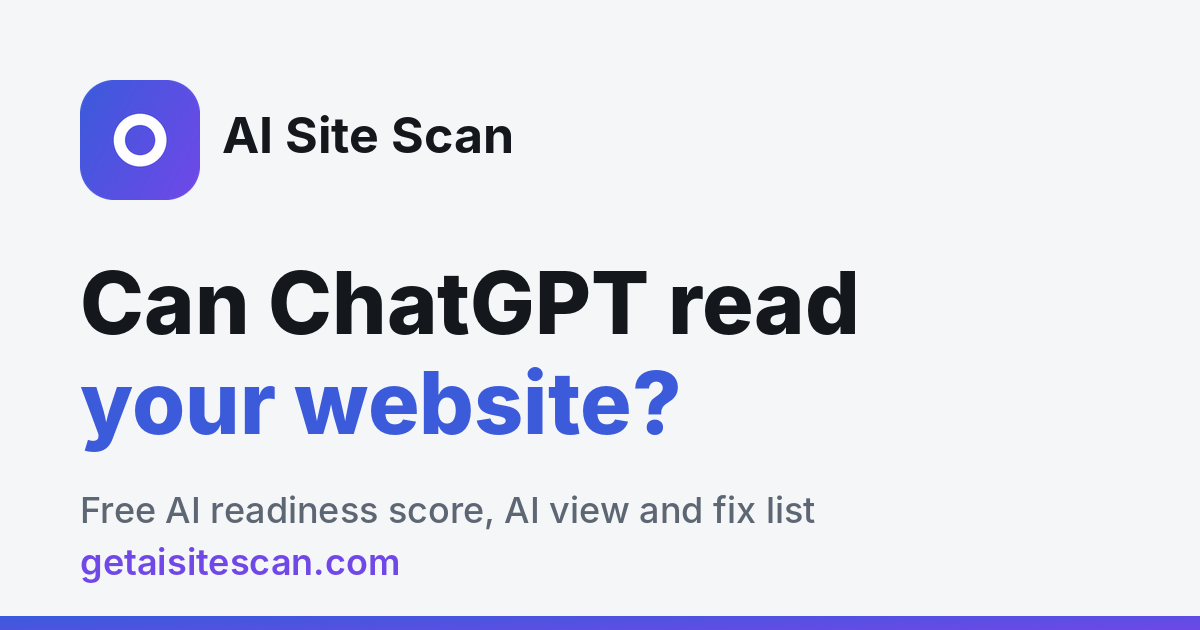 AI Site Scan
Can ChatGPT read
your website?
Free AI readiness score, AI view and fix list
getaisitescan.com